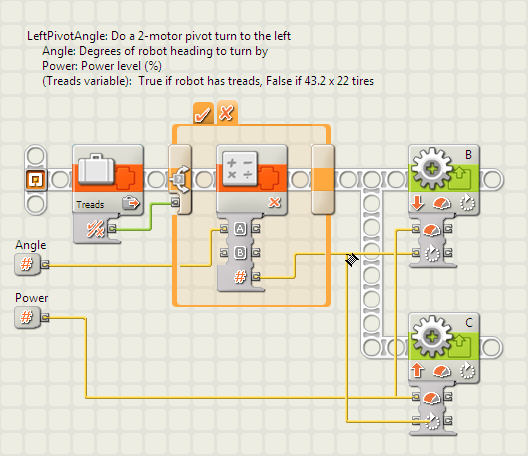 LeftPivotAngle: Do a 2-motor pivot turn to the left
Angle: Degrees of robot heading to turn by
Power: Power level (%)
(Treads variable): True if robot has treads, False if 43.2 x 22 tires
B
Treads
A
Angle
B
#
#
Power
#
C